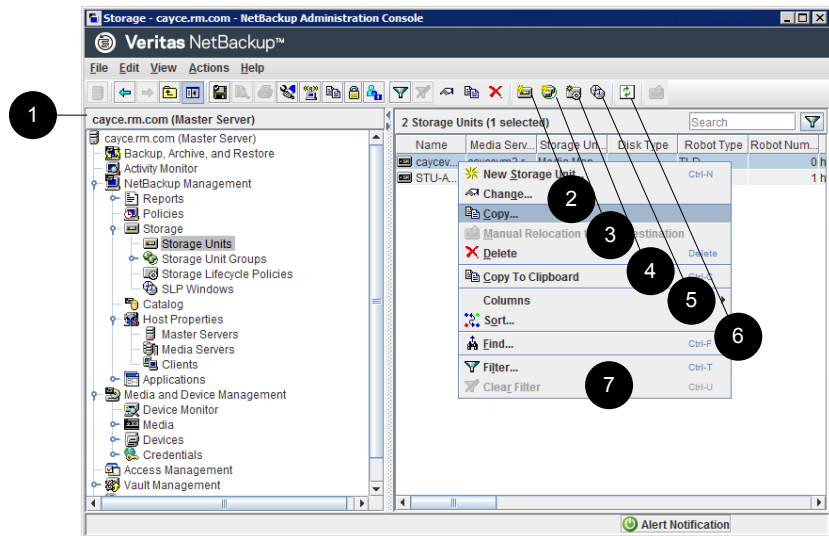 Storage - cayce.rm.com - NetBackup Administration Console
Veritas NetBackup™
File Edit View Actions Help
1
cayce.rm.com (Master Server)
cayce.rm.com (Master Server)
Backup, Archive, and Restore
Activity Monitor
NetBackup Management
Reports
Policies
Storage
Storage Units
Storage Unit Groups
Storage Lifecycle Policies
SLP Windows
Catalog
Host Properties
Master Servers
Media Servers
Clients
Applications
Media and Device Management
Device Monitor
Media
Devices
Credentials
Access Management
Vault Management
2 Storage Units (1 selected)
Search
Name Media Serv... Storage Un... Disk Type Robot Type Robot Num...
caycev... TLD 0 h
STU-A... 1 h
New Storage Unit... Ctrl-N
Change...
2
Copy...
3
Manual Relocation
Delete Delete
4
Copy To Clipboard
5
Columns
Sort...
6
Find... Ctrl-F
Filter... Ctrl-T
7
Clear Filter Ctrl-U
Alert Notification